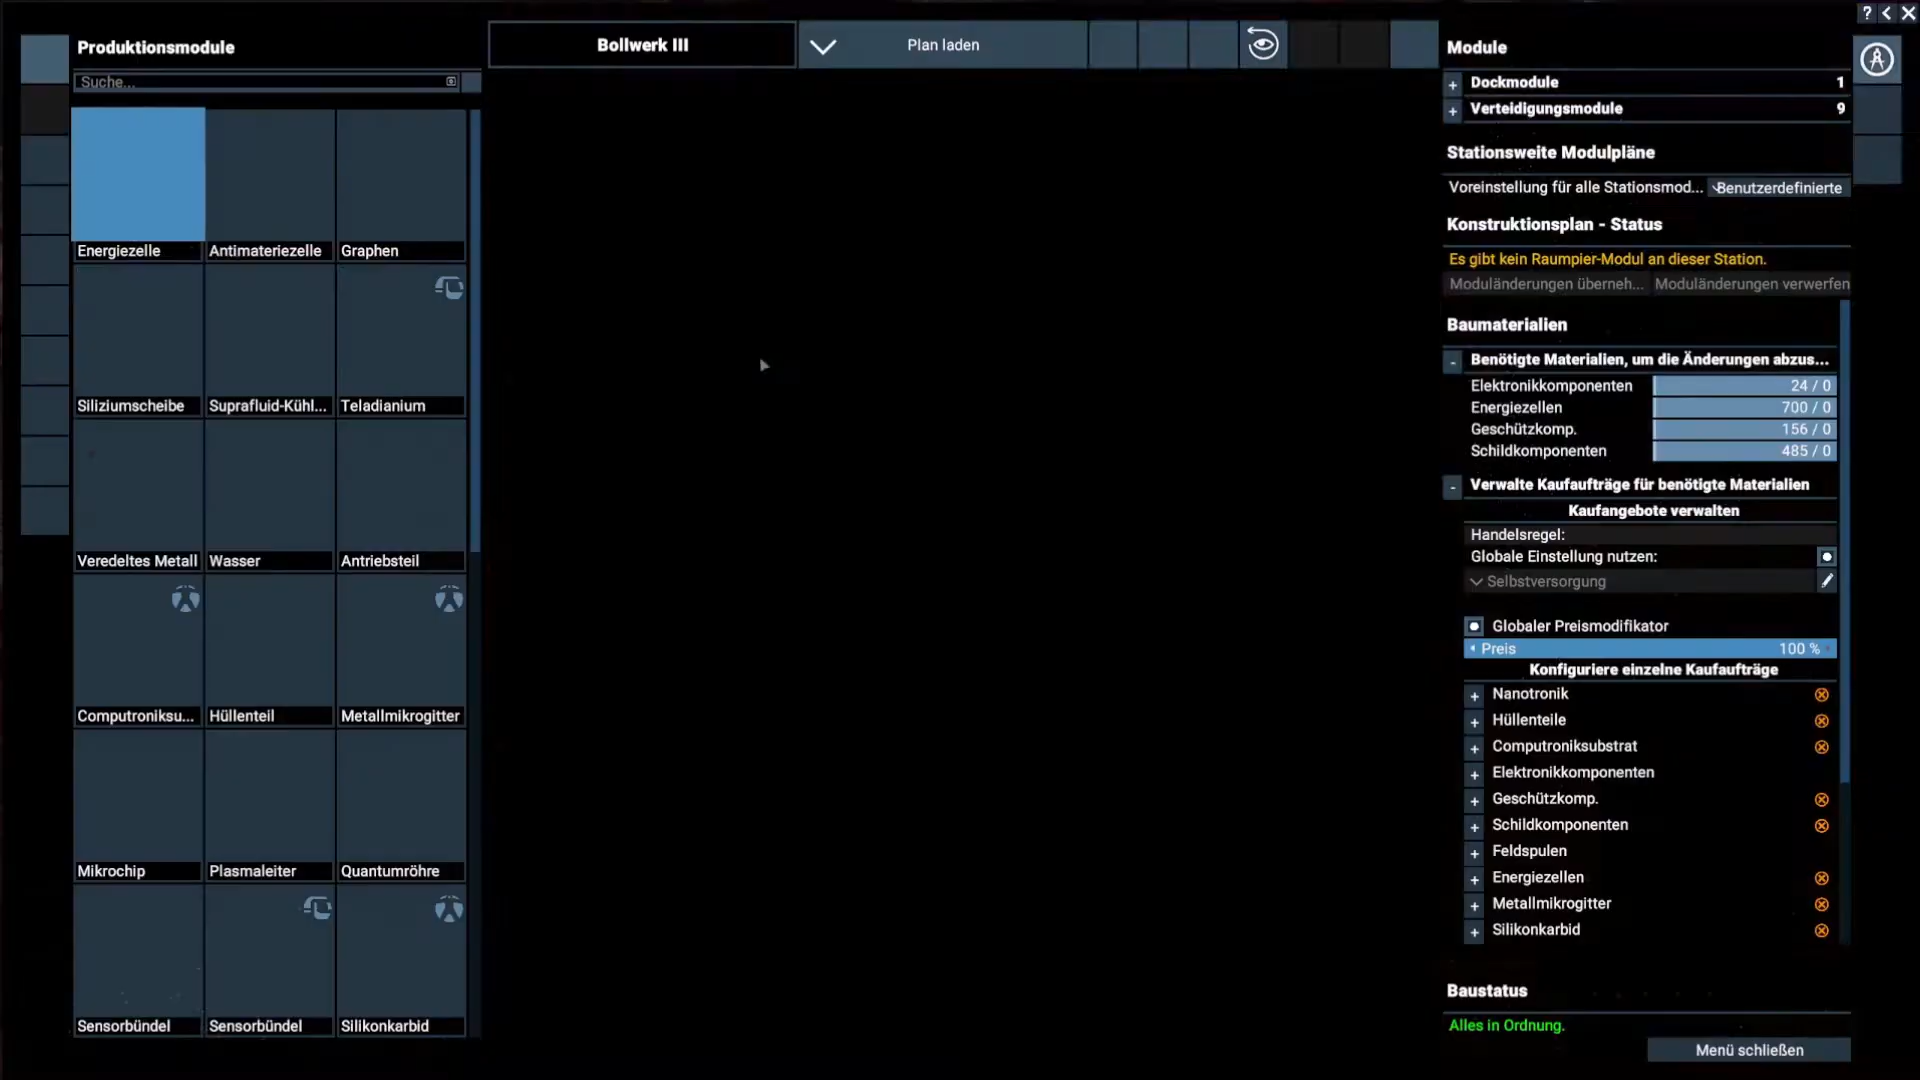 Produktionsmodule
Suche...
Energiezelle
Antimateriezelle
Graphen
Siliziumscheibe
Suprafluid-Kühl...
Teladianium
Veredeltes Metall
Wasser
Antriebsteil
Computroniksu...
Hüllenteil
Metallmikrogitter
Mikrochip
Plasmaleiter
Quantumröhre
Sensorbündel
Sensorbündel
Silikonkarbid
Bollwerk III
Plan laden
? < X
Module
+ Dockmodule 1
+ Verteidigungsmodule 9
Stationsweite Modulpläne
Voreinstellung für alle Stationsmod... Benutzerdefinierte
Konstruktionsplan - Status
Es gibt kein Raumpier-Modul an dieser Station.
Moduländerungen überneh... Moduländerungen verwerfen
Baumaterialien
- Benötigte Materialien, um die Änderungen abzus...
Elektronikkomponenten 24 / 0
Energiezellen 700 / 0
Geschützkomp. 156 / 0
Schildkomponenten 485 / 0
- Verwalte Kaufaufträge für benötigte Materialien
Kaufangebote verwalten
Handelsregel:
Globale Einstellung nutzen:
Selbstversorgung
Globaler Preismodifikator
Preis 100 %
Konfiguriere einzelne Kaufaufträge
+ Nanotronik
+ Hüllenteile
+ Computroniksubstrat
+ Elektronikkomponenten
+ Geschützkomp.
+ Schildkomponenten
+ Feldspulen
+ Energiezellen
+ Metallmikrogitter
+ Silikonkarbid
Baustatus
Alles in Ordnung.
Menü schließen